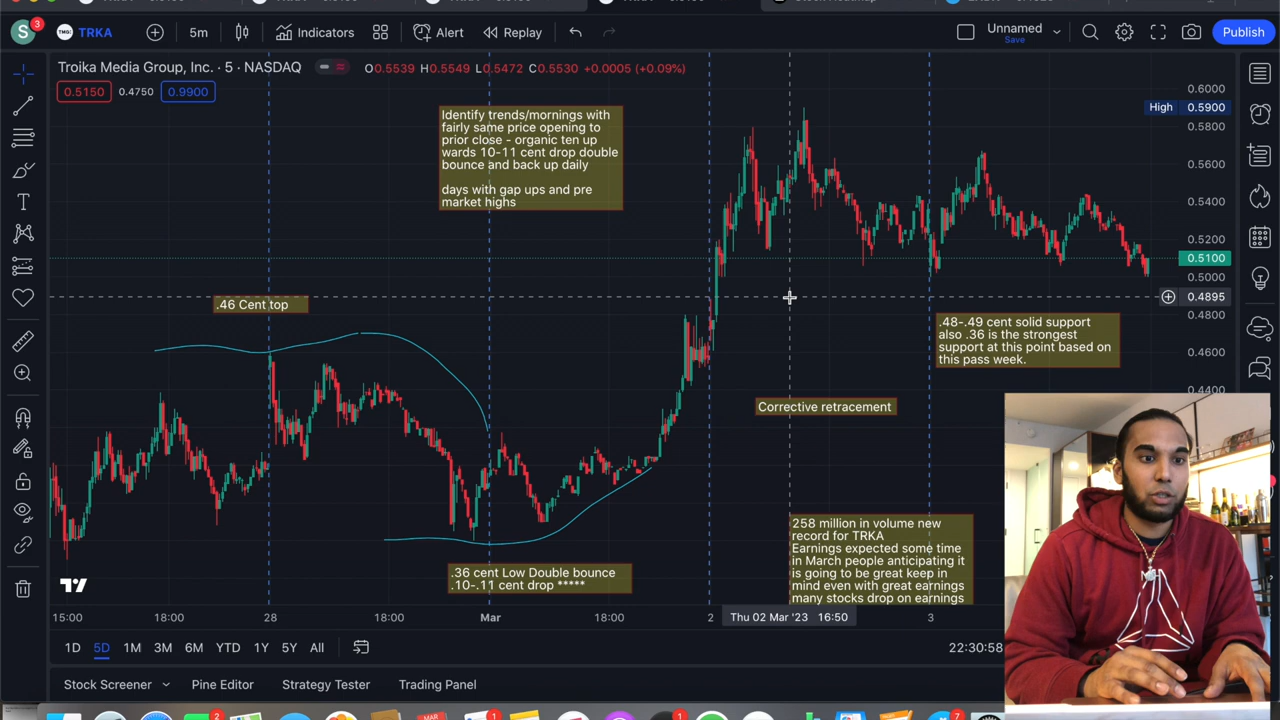 S
3
TRKA
5m
Indicators
Alert
Replay
Unnamed
Save
Publish
Troika Media Group, Inc. · 5 · NASDAQ
O0.5539 H0.5549 L0.5472 C0.5530 +0.0005 (+0.09%)
0.5150
0.4750
0.9900
Identify trends/mornings with
fairly same price opening to
prior close - organic ten up
wards 10-11 cent drop double
bounce and back up daily
days with gap ups and pre
market highs
.46 Cent top
.48-.49 cent solid support
also .36 is the strongest
support at this point based on
this pass week.
Corrective retracement
258 million in volume new
record for TRKA
Earnings expected some time
in March people anticipating it
is going to be great keep in
mind even with great earnings
many stocks drop on earnings
.36 cent Low Double bounce
.10-.11 cent drop *****
0.6000
High 0.5900
0.5800
0.5600
0.5400
0.5200
0.5100
0.5000
0.4895
0.4800
0.4600
0.4400
15:00
18:00
28
18:00
Mar
18:00
2
Thu 02 Mar '23 16:50
3
1D
5D
1M
3M
6M
YTD
1Y
5Y
All
22:30:58
Stock Screener
Pine Editor
Strategy Tester
Trading Panel
2
MAR
1
1
7